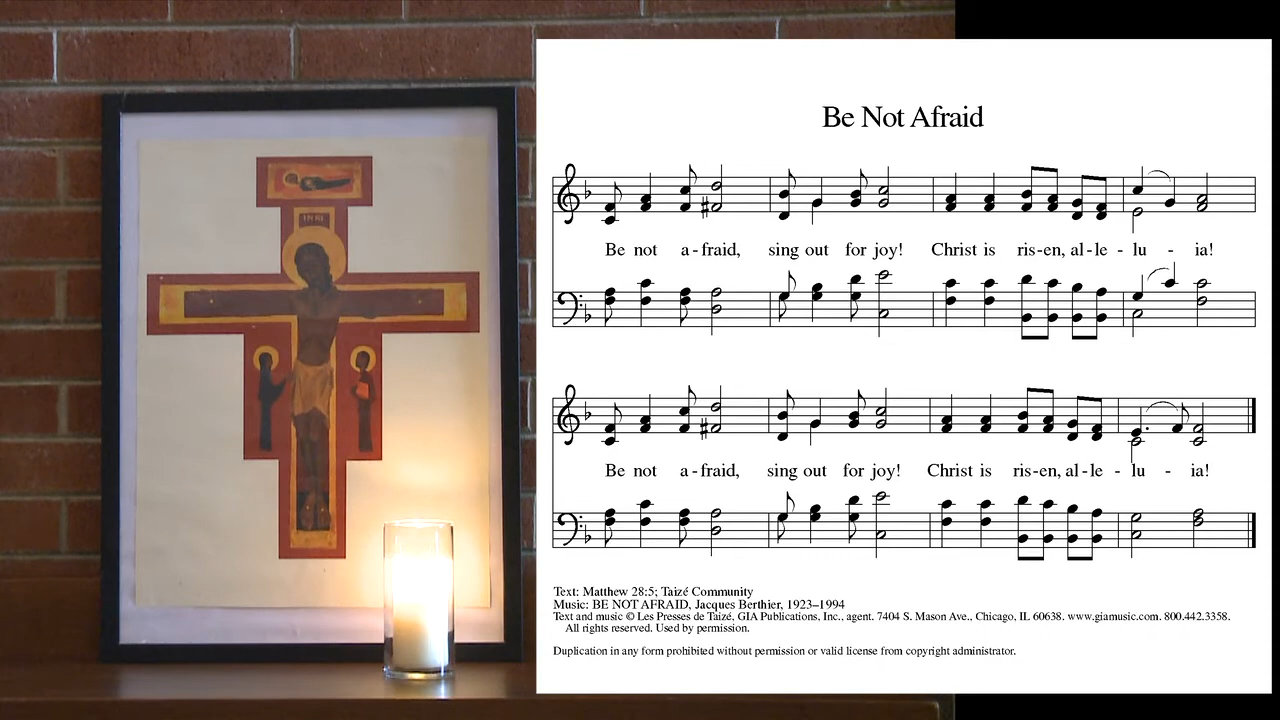 INBI
Be Not Afraid
Be not a - fraid, sing out for joy! Christ is ris - en, al - le - lu - ia!
Be not a - fraid, sing out for joy! Christ is ris - en, al - le - lu - ia!
Text: Matthew 28:5; Taizé Community
Music: BE NOT AFRAID, Jacques Berthier, 1923–1994
Text and music © Les Presses de Taizé, GIA Publications, Inc., agent. 7404 S. Mason Ave., Chicago, IL 60638. www.giamusic.com. 800.442.3358.
All rights reserved. Used by permission.
Duplication in any form prohibited without permission or valid license from copyright administrator.